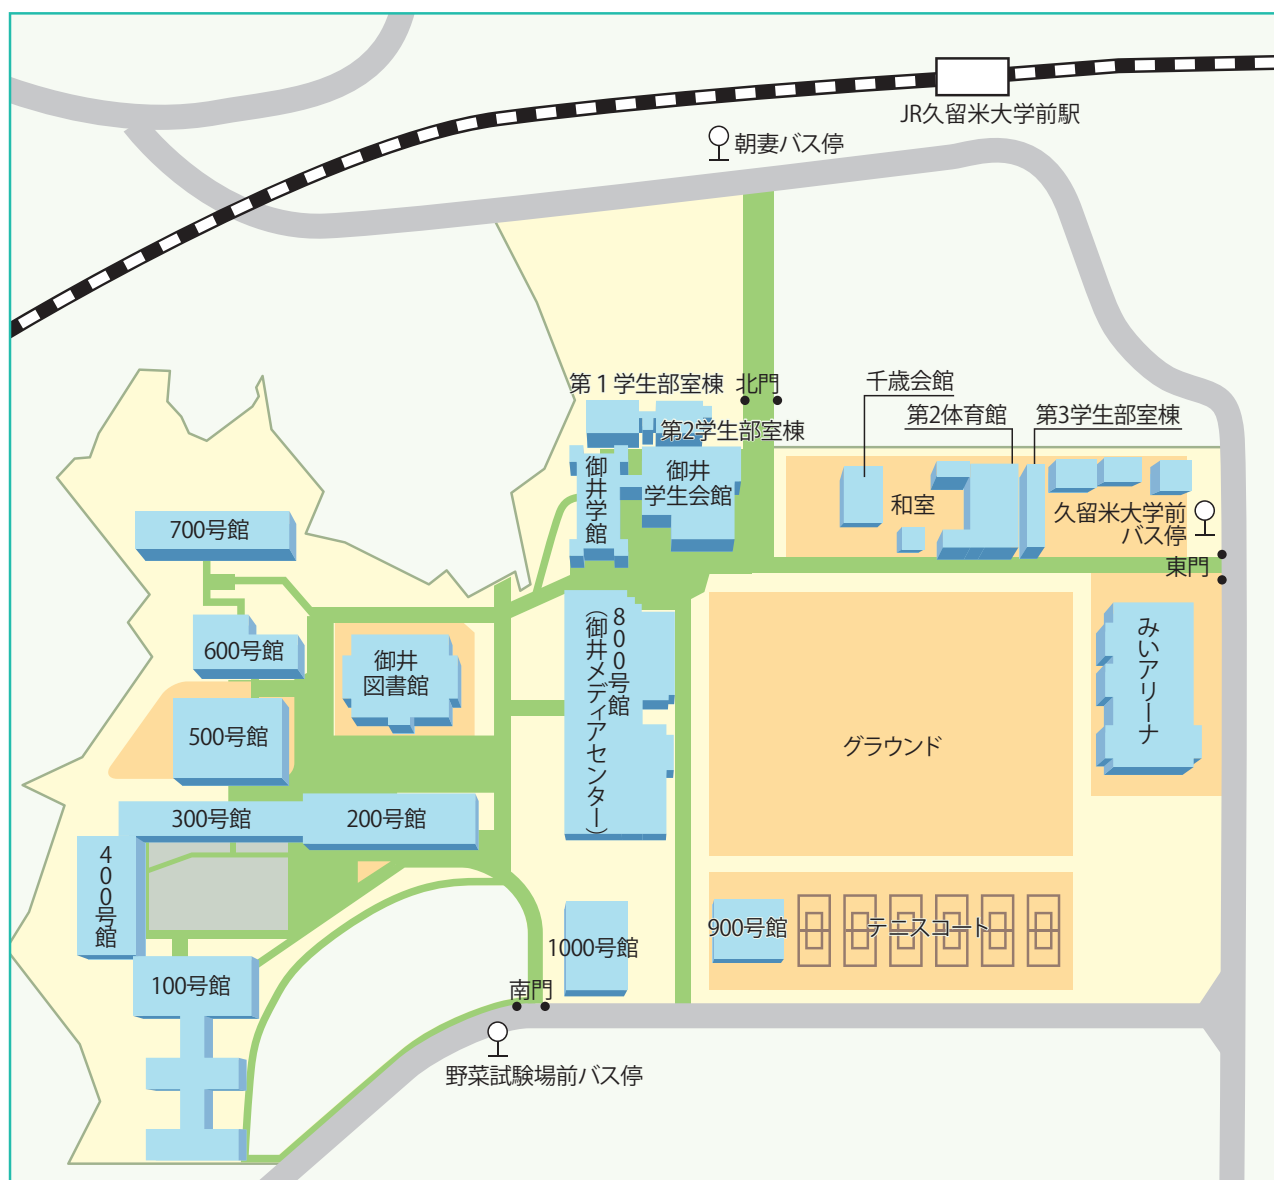 JR久留米大学前駅
朝妻バス停
第1学生部室棟
北門
千歳会館
第2体育館
第3学生部室棟
第2学生部室棟
御井学館
御井
学生会館
和室
久留米大学前
バス停
東門
700号館
600号館
御井
図書館
800号館
（御井メディアセンター）
みいアリーナ
500号館
グラウンド
300号館
200号館
400号館
900号館
テニスコート
1000号館
100号館
南門
野菜試験場前バス停